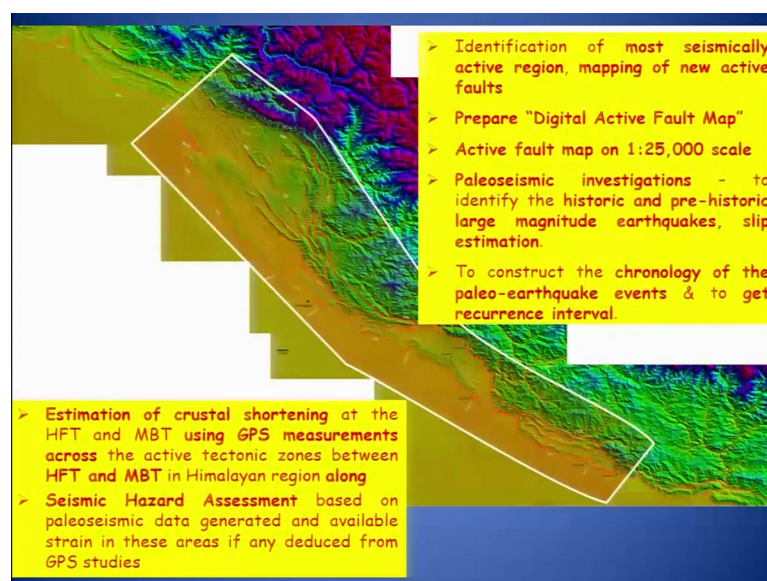 ➢ Identification of most seismically
active region, mapping of new active
faults
➢ Prepare “Digital Active Fault Map”
➢ Active fault map on 1:25,000 scale
➢ Paleoseismic investigations – to
identify the historic and pre-historic
large magnitude earthquakes, slip
estimation.
➢ To construct the chronology of the
paleo-earthquake events & to get
recurrence interval.
➢ Estimation of crustal shortening at the
HFT and MBT using GPS measurements
across the active tectonic zones between
HFT and MBT in Himalayan region along
➢ Seismic Hazard Assessment based on
paleoseismic data generated and available
strain in these areas if any deduced from
GPS studies